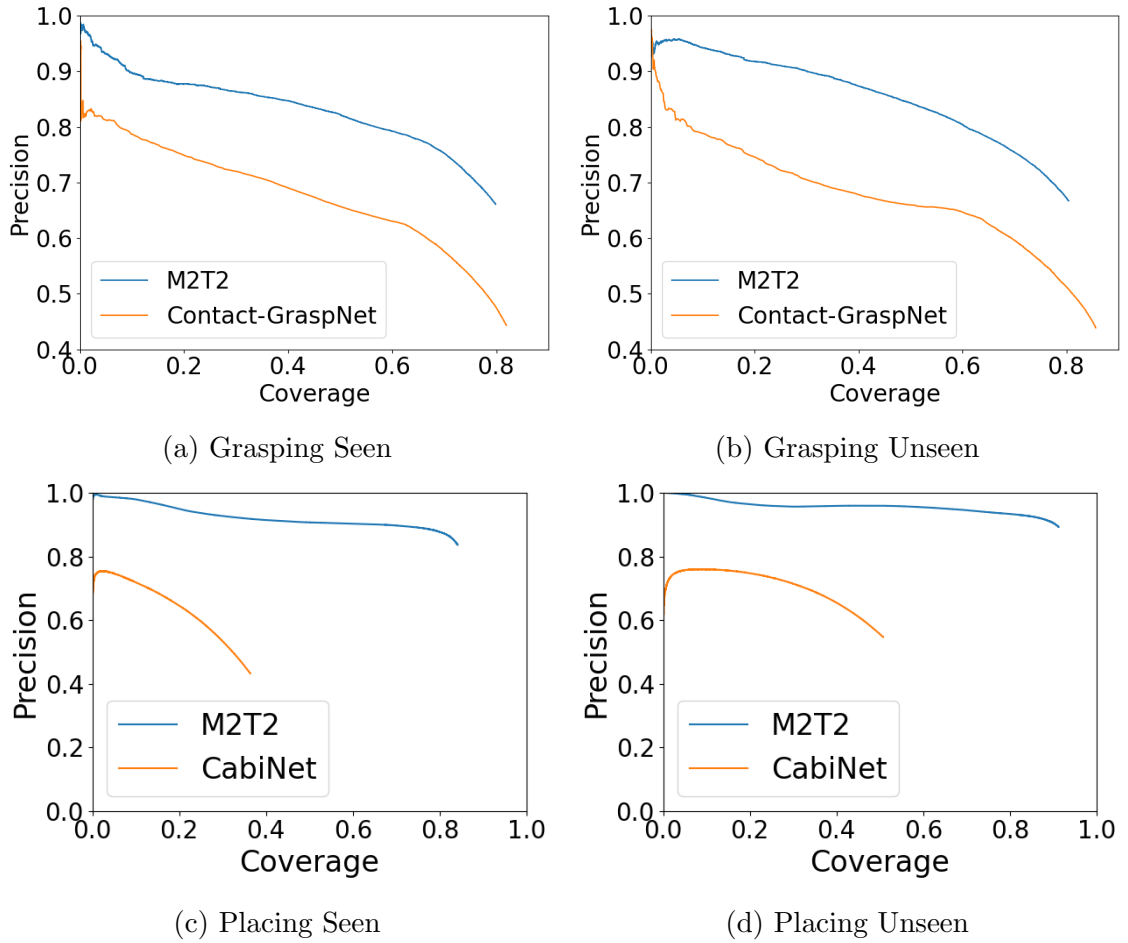 1.0
0.9
0.8
0.7
0.6
0.5
0.4
Precision
M2T2
Contact-GraspNet
0.0 0.2 0.4 0.6 0.8
Coverage
(a) Grasping Seen
1.0
0.9
0.8
0.7
0.6
0.5
0.4
Precision
M2T2
Contact-GraspNet
0.0 0.2 0.4 0.6 0.8
Coverage
(b) Grasping Unseen
1.0
0.8
0.6
0.4
0.2
0.0
Precision
M2T2
CabiNet
0.0 0.2 0.4 0.6 0.8 1.0
Coverage
(c) Placing Seen
1.0
0.8
0.6
0.4
0.2
0.0
Precision
M2T2
CabiNet
0.0 0.2 0.4 0.6 0.8 1.0
Coverage
(d) Placing Unseen